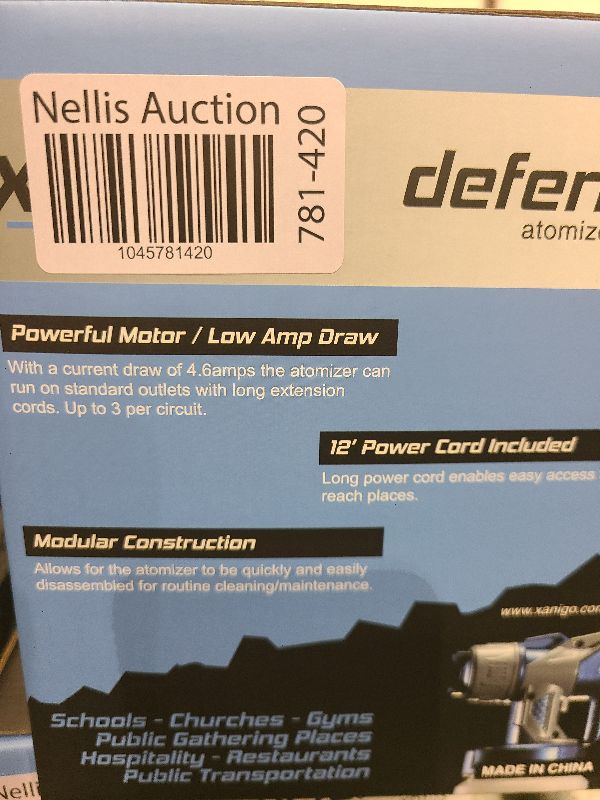 Nellis Auction
781-420
1045781420
x
defen
atomiz
Powerful Motor / Low Amp Draw
With a current draw of 4.6amps the atomizer can
run on standard outlets with long extension
cords. Up to 3 per circuit.
12' Power Cord Included
Long power cord enables easy access
reach places.
Modular Construction
Allows for the atomizer to be quickly and easily
disassembled for routine cleaning/maintenance.
www.xanigo.com
Schools - Churches - Gyms
Public Gathering Places
Hospitality - Restaurants
Public Transportation
MADE IN CHINA
Nelli